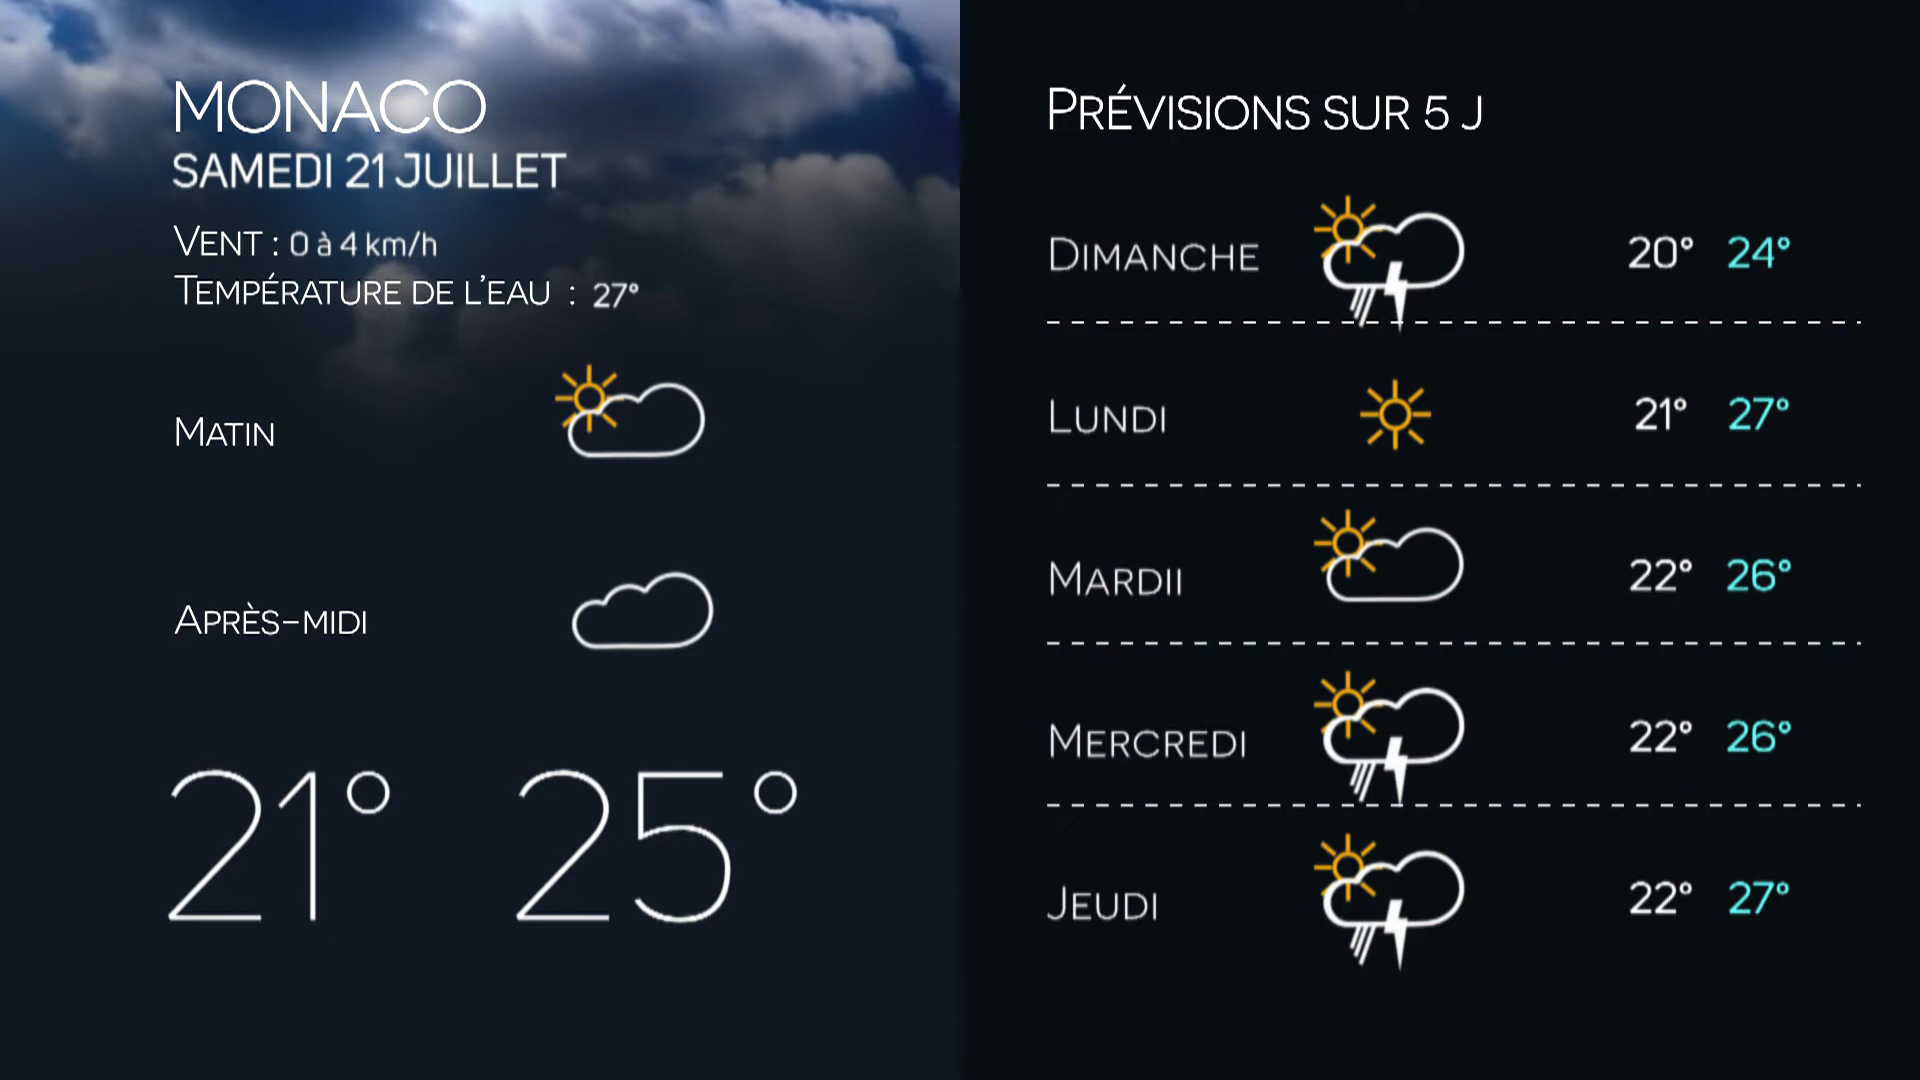 MONACO
SAMEDI 21 JUILLET
VENT : 0 à 4 km/h
TEMPÉRATURE DE L'EAU : 27°
MATIN
APRÈS-MIDI
21° 25°
PRÉVISIONS SUR 5 J
DIMANCHE 20° 24°
LUNDI 21° 27°
MARDII 22° 26°
MERCREDI 22° 26°
JEUDI 22° 27°